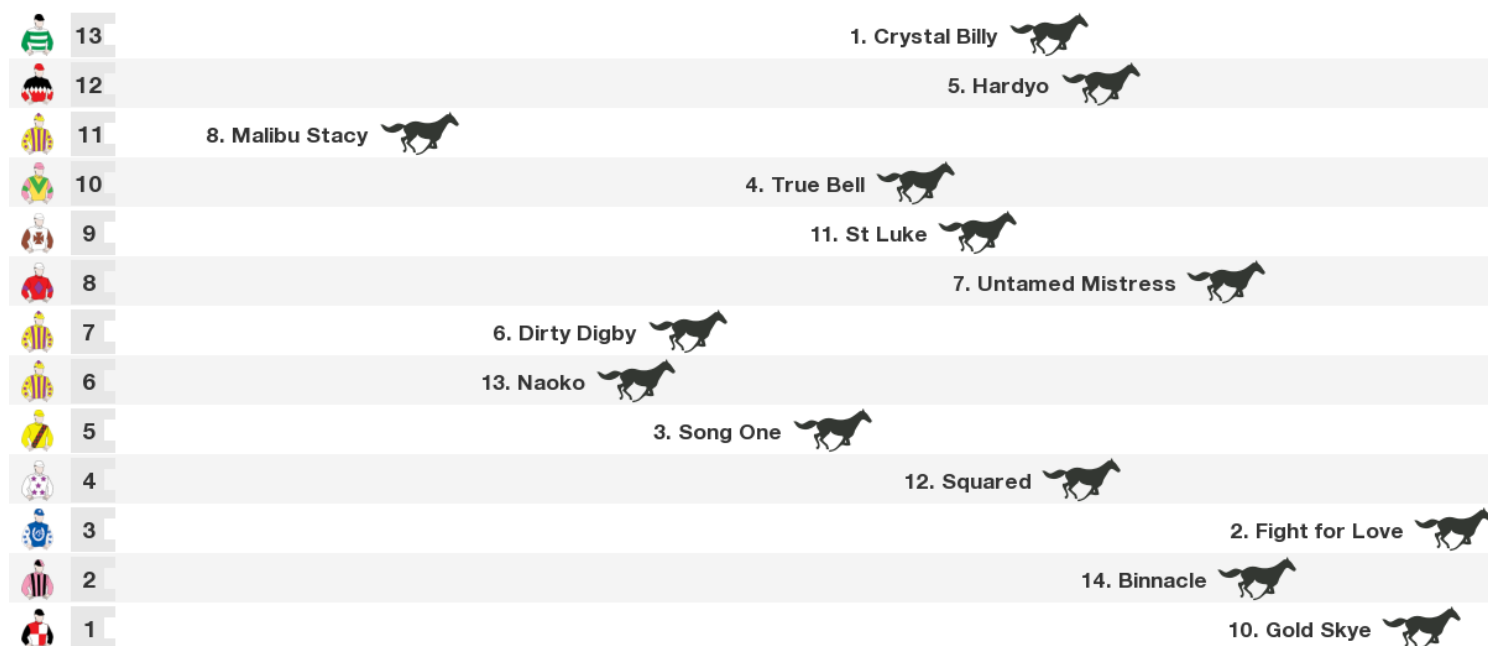 13 1. Crystal Billy
12 5. Hardyo
11 8. Malibu Stacy
10 4. True Bell
9 11. St Luke
8 7. Untamed Mistress
7 6. Dirty Digby
6 13. Naoko
5 3. Song One
4 12. Squared
3 2. Fight for Love
2 14. Binnacle
1 10. Gold Skye